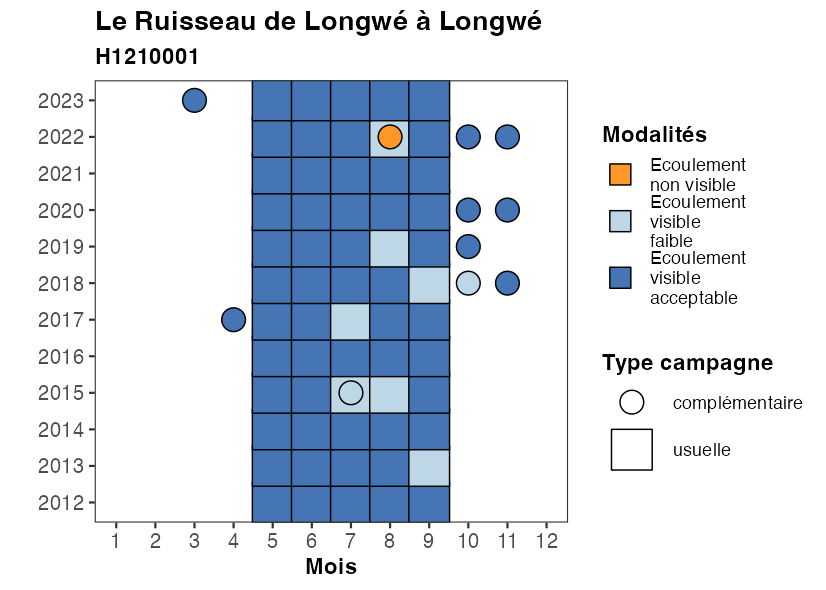 Le Ruisseau de Longwé à Longwé
H1210001
2023
2022
2021
2020
2019
2018
2017
2016
2015
2014
2013
2012
1 2 3 4 5 6 7 8 9 10 11 12
Mois
Modalités
Ecoulement
non visible
Ecoulement
visible
faible
Ecoulement
visible
acceptable
Type campagne
complémentaire
usuelle